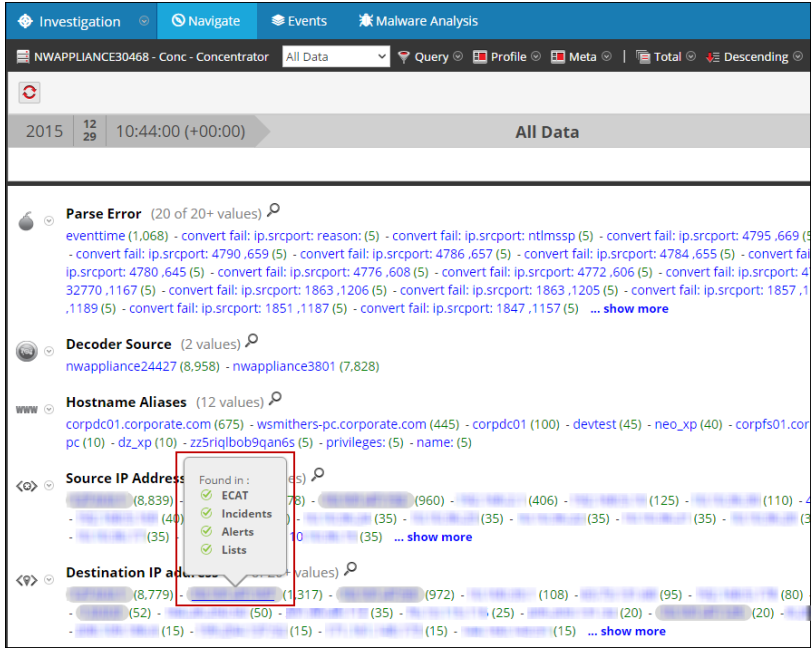 Investigation Navigate Events Malware Analysis
NWAPPLIANCE30468 - Conc - Concentrator All Data Query Profile Meta | Total Descending
2015 12 29 10:44:00 (+00:00) All Data
Parse Error (20 of 20+ values)
eventtime (1,068) - convert fail: ip.srcport: reason: (5) - convert fail: ip.srcport: ntlmssp (5) - convert fail: ip.srcport: 4795 ,669 (5
- convert fail: ip.srcport: 4790 ,659 (5) - convert fail: ip.srcport: 4786 ,657 (5) - convert fail: ip.srcport: 4784 ,655 (5) - convert fai
ip.srcport: 4780 ,645 (5) - convert fail: ip.srcport: 4776 ,608 (5) - convert fail: ip.srcport: 4772 ,606 (5) - convert fail: ip.srcport: 4
32770 ,1167 (5) - convert fail: ip.srcport: 1863 ,1206 (5) - convert fail: ip.srcport: 1863 ,1205 (5) - convert fail: ip.srcport: 1857 ,1
,1189 (5) - convert fail: ip.srcport: 1851 ,1187 (5) - convert fail: ip.srcport: 1847 ,1157 (5) ... show more
Decoder Source (2 values)
nwappliance24427 (8,958) - nwappliance3801 (7,828)
www Hostname Aliases (12 values)
corpdc01.corporate.com (675) - wsmithers-pc.corporate.com (445) - corpdc01 (100) - devtest (45) - neo_xp (40) - corpfs01.cor
pc (10) - dz_xp (10) - zz5riqlbob9qan6s (5) - privileges: (5) - name: (5)
Source IP Address es)
(8,839) - 78) - (960) - (406) - (125) - (110) - 4
- (40) ) - (35) - (35) - (35) - (35) - (3
- (35) 10 (35) ... show more
Found in :
ECAT
Incidents
Alerts
Lists
Destination IP address values)
(8,779) - (1,317) - (972) - (108) - (95) - (80)
- (52) - (50) - (35) - (25) - (20) - (20) -
- (15) - (15) - (15) - (15) ... show more